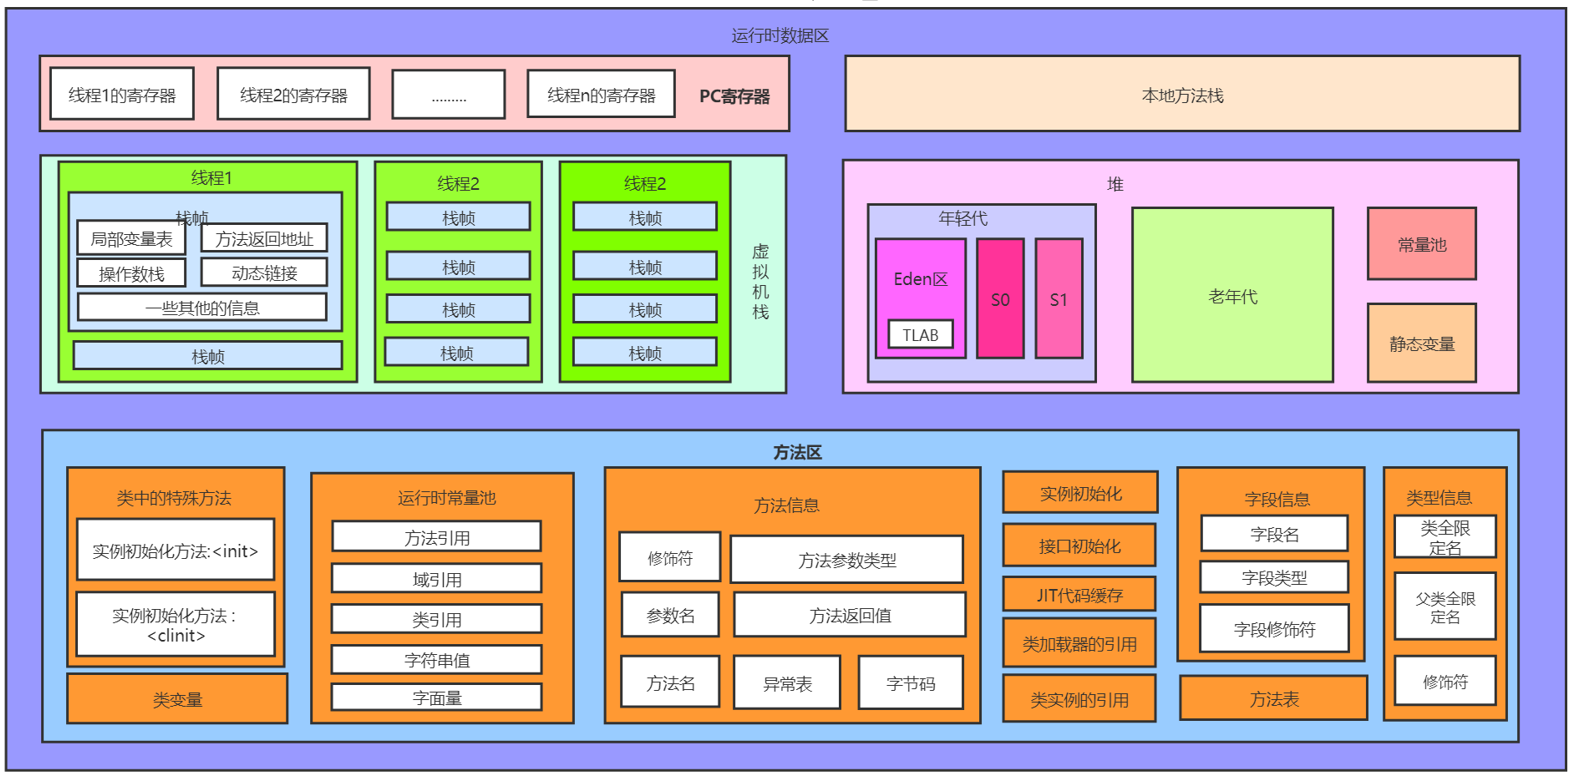 运行时数据区
线程1的寄存器
线程2的寄存器
.........
线程n的寄存器
PC寄存器
本地方法栈
线程1
栈帧
局部变量表
方法返回地址
操作数栈
动态链接
一些其他的信息
栈帧
线程2
栈帧
栈帧
栈帧
栈帧
线程2
栈帧
栈帧
栈帧
栈帧
虚
拟
机
栈
堆
年轻代
Eden区
TLAB
S0
S1
老年代
常量池
静态变量
方法区
类中的特殊方法
实例初始化方法:<init>
实例初始化方法：
<clinit>
类变量
运行时常量池
方法引用
域引用
类引用
字符串值
字面量
方法信息
修饰符
方法参数类型
参数名
方法返回值
方法名
异常表
字节码
实例初始化
接口初始化
JIT代码缓存
类加载器的引用
类实例的引用
字段信息
字段名
字段类型
字段修饰符
方法表
类型信息
类全限
定名
父类全限
定名
修饰符